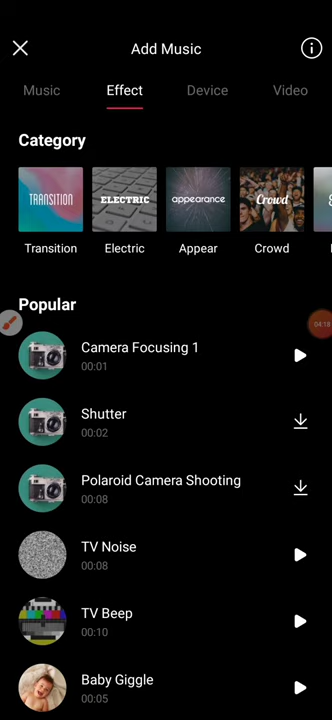 Add Music
Music
Effect
Device
Video
Category
TRANSITION
ELECTRIC
appearance
Crowd
Transition
Electric
Appear
Crowd
Popular
04:18
Camera Focusing 1
00:01
Shutter
00:02
Polaroid Camera Shooting
00:08
TV Noise
00:08
TV Beep
00:10
Baby Giggle
00:05